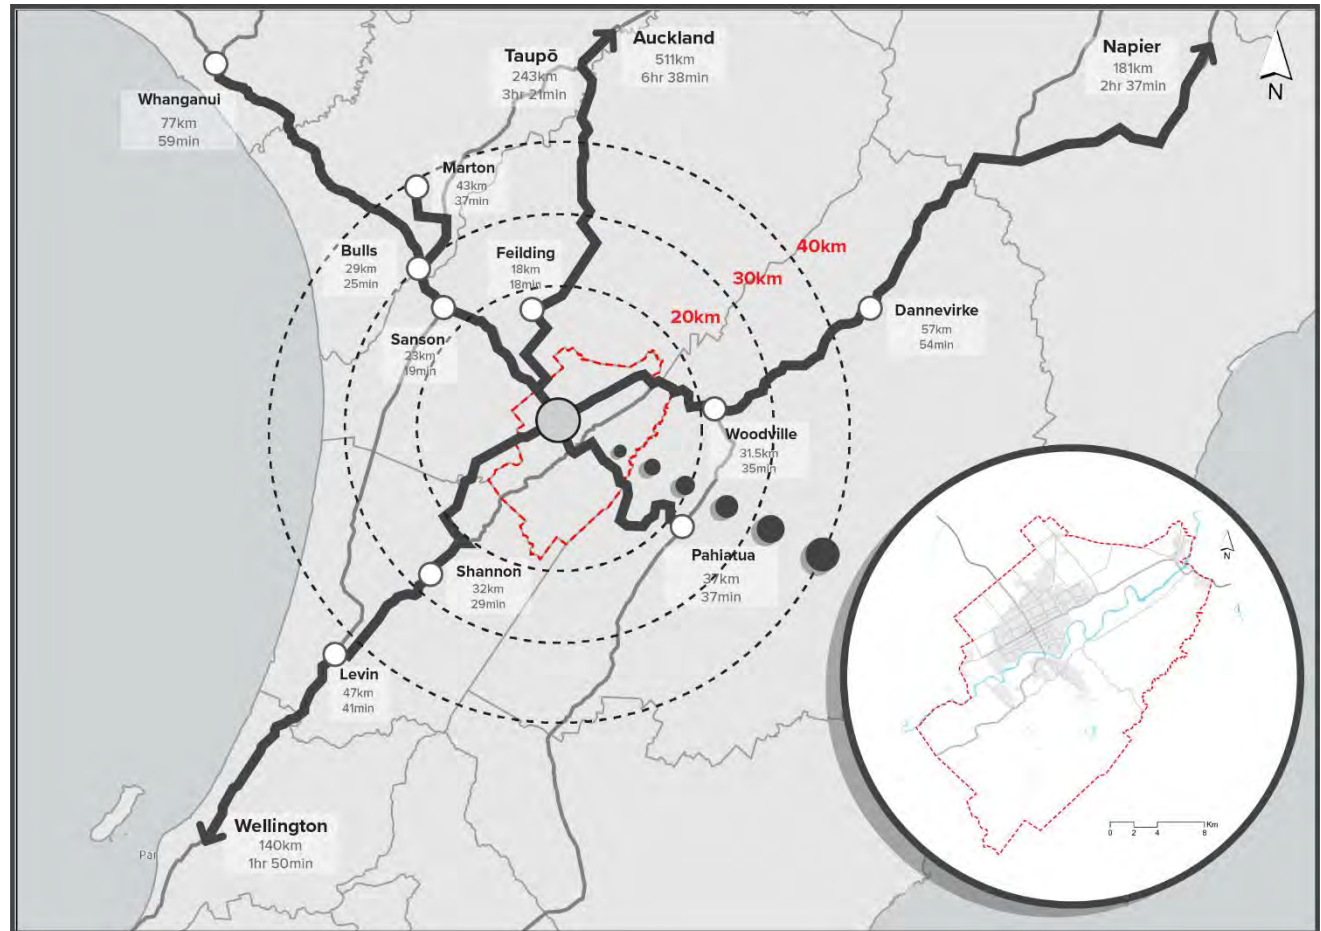 Auckland
511km
6hr 38min
Taupō
243km
3hr 21min
Napier
181km
2hr 37min
N
Whanganui
77km
59min
Marton
43km
37min
Bulls
29km
25min
Feilding
18km
18min
40km
30km
20km
Sanson
23km
19min
Dannevirke
57km
54min
Woodville
31.5km
35min
Pahiatua
37km
37min
Shannon
32km
29min
Levin
47km
41min
Wellington
140km
1hr 50min
Par
N
Km
0 2 4 8